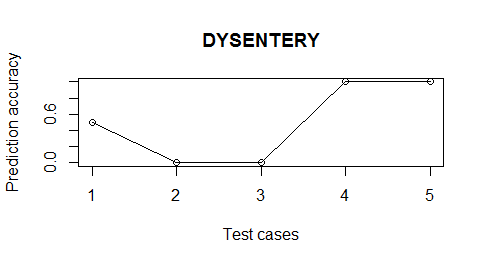 DYSENTERY
Prediction accuracy
0.6
0.0
1 2 3 4 5
Test cases